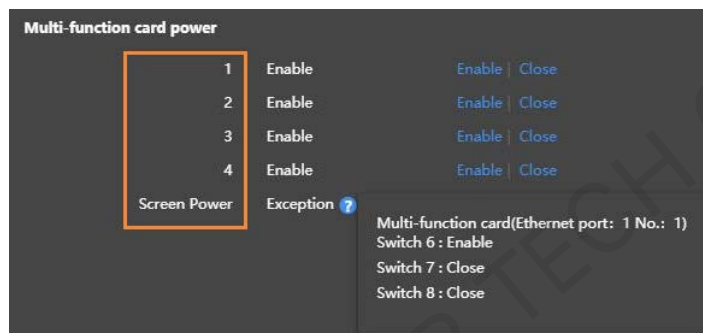 Multi-function card power
1 Enable Enable | Close
2 Enable Enable | Close
3 Enable Enable | Close
4 Enable Enable | Close
Screen Power Exception ?
Multi-function card(Ethernet port: 1 No.: 1)
Switch 6 : Enable
Switch 7 : Close
Switch 8 : Close
TECH